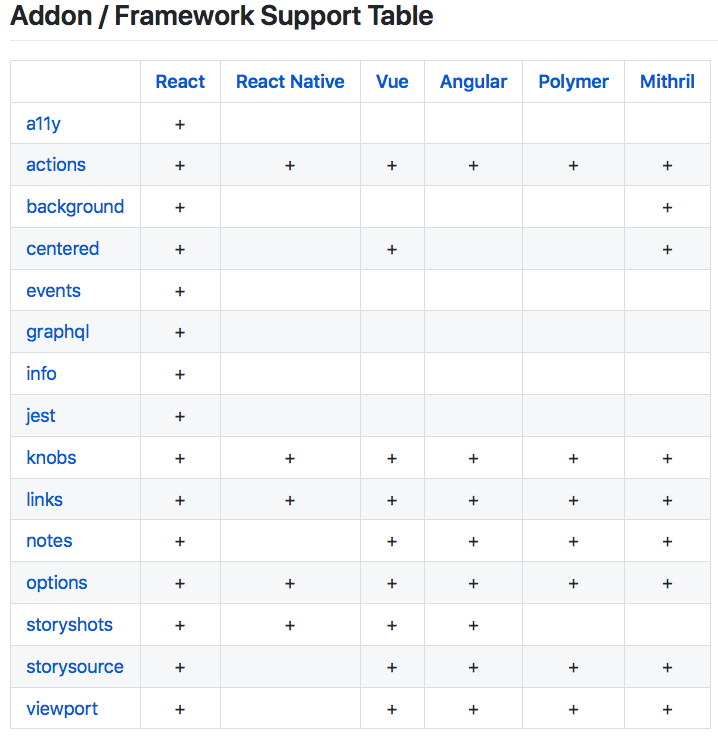 Addon / Framework Support Table
React React Native Vue Angular Polymer Mithril
a11y +
actions + + + + + +
background + +
centered + + +
events +
graphql +
info +
jest +
knobs + + + + + +
links + + + + + +
notes + + + + +
options + + + + + +
storyshots + + + +
storysource + + + + +
viewport + + + + +